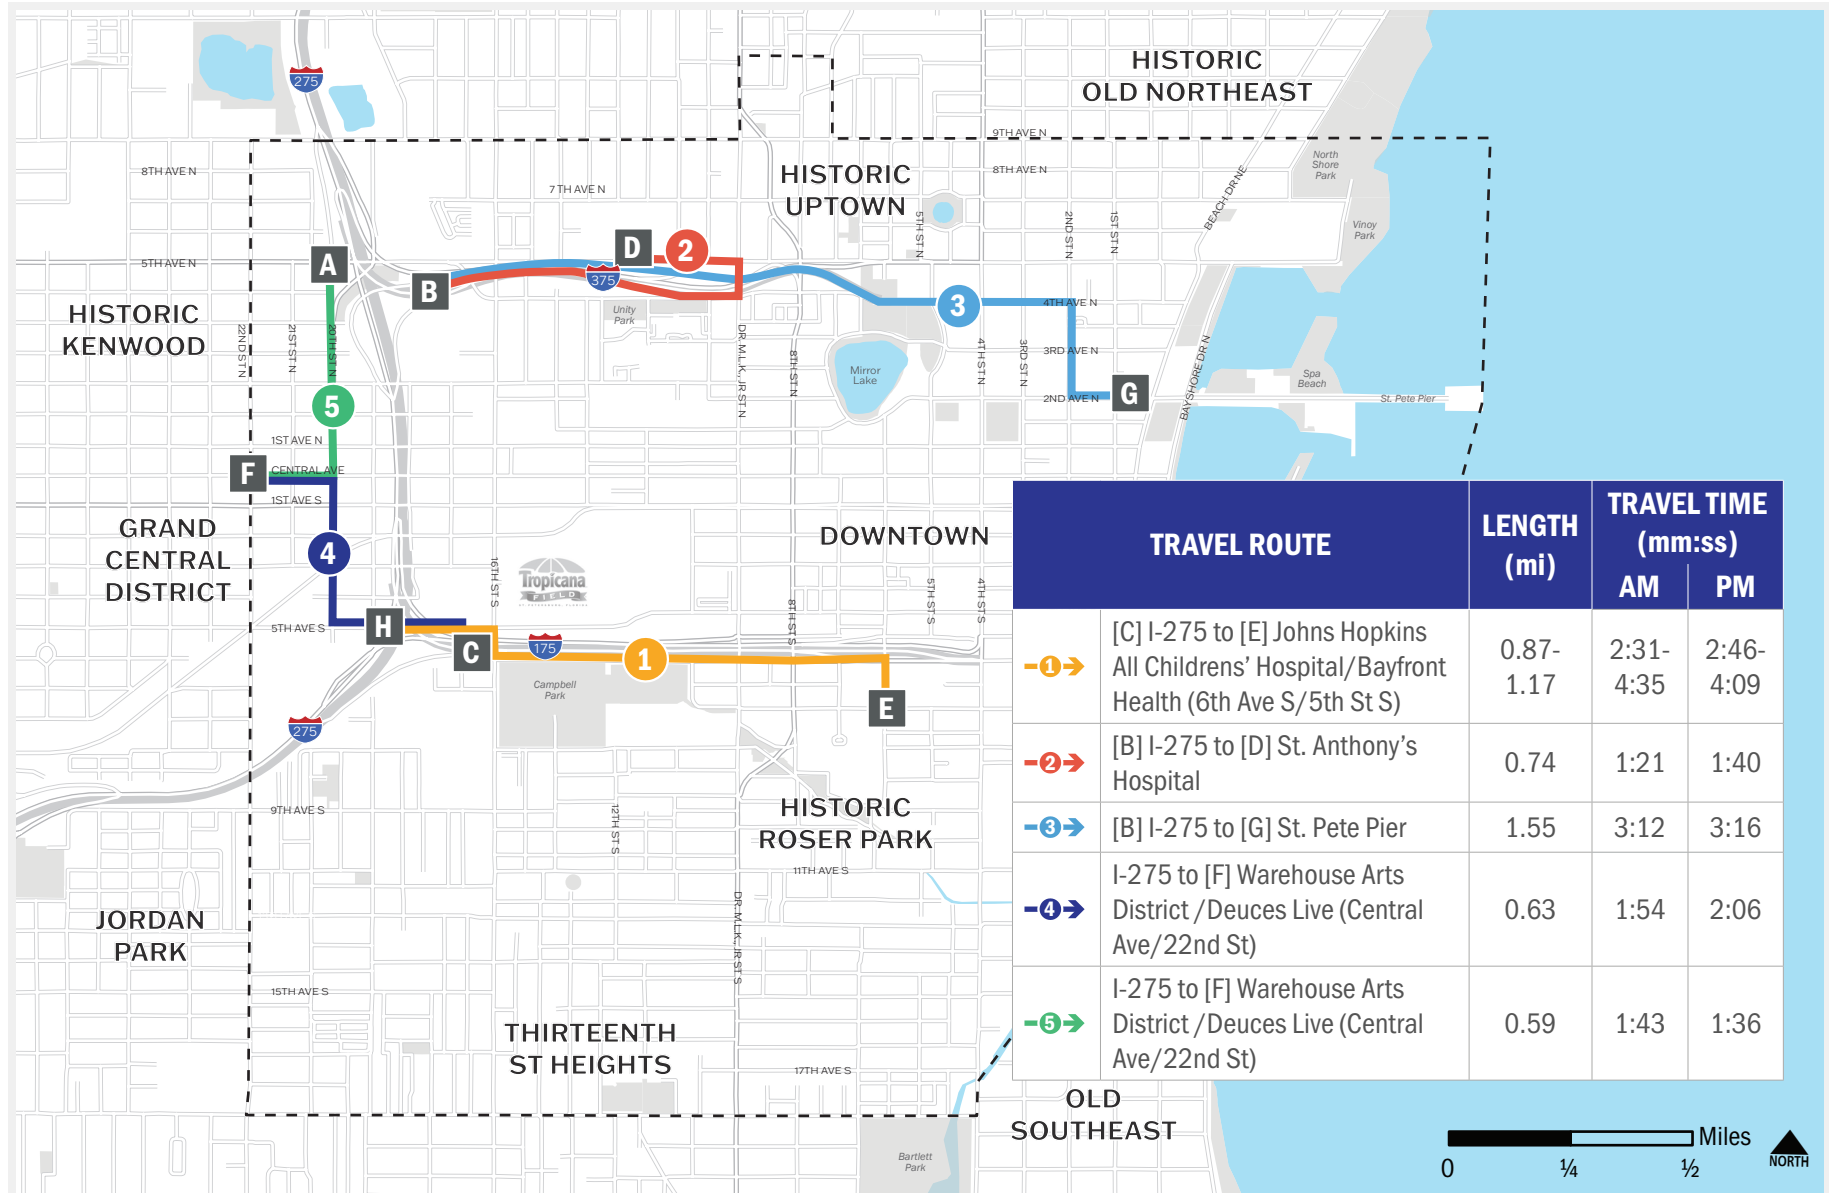 HISTORIC
OLD NORTHEAST
275
9TH AVE N
8TH AVE N
8TH AVE N
7TH AVE N
HISTORIC
UPTOWN
North
Shore
Park
BEACH DR NE
Vinoy
Park
5TH ST N
2ND ST N
1ST ST N
5TH AVE N
A
B
D
2
375
3
4TH AVE N
HISTORIC
KENWOOD
22ND ST N
21ST ST N
20TH ST N
Unity
Park
DR. M.L.K. JR ST N
8TH ST N
Mirror
Lake
4TH ST N
3RD ST N
3RD AVE N
2ND AVE N
G
BAYSHORE DR N
Spa
Beach
St. Pete Pier
5
1ST AVE N
F
CENTRAL AVE
1ST AVE S
GRAND
CENTRAL
DISTRICT
4
DOWNTOWN
16TH ST S
Tropicana
FIELD
8TH ST S
5TH ST S
4TH ST S
5TH AVE S
H
C
175
1
E
Campbell
Park
275
9TH AVE S
12TH ST S
HISTORIC
ROSER PARK
11TH AVE S
DR. M.L.K. JR ST S
JORDAN
PARK
15TH AVE S
THIRTEENTH
ST HEIGHTS
17TH AVE S
OLD
SOUTHEAST
Bartlett
Park
TRAVEL ROUTE
LENGTH
(mi)
TRAVEL TIME
(mm:ss)
AM PM
1
[C] I-275 to [E] Johns Hopkins
All Childrens' Hospital/Bayfront
Health (6th Ave S/5th St S)
0.87-
1.17
2:31-
4:35
2:46-
4:09
2
[B] I-275 to [D] St. Anthony's
Hospital
0.74 1:21 1:40
3
[B] I-275 to [G] St. Pete Pier 1.55 3:12 3:16
4
I-275 to [F] Warehouse Arts
District /Deuces Live (Central
Ave/22nd St)
0.63 1:54 2:06
5
I-275 to [F] Warehouse Arts
District /Deuces Live (Central
Ave/22nd St)
0.59 1:43 1:36
Miles
0 ¼ ½
NORTH